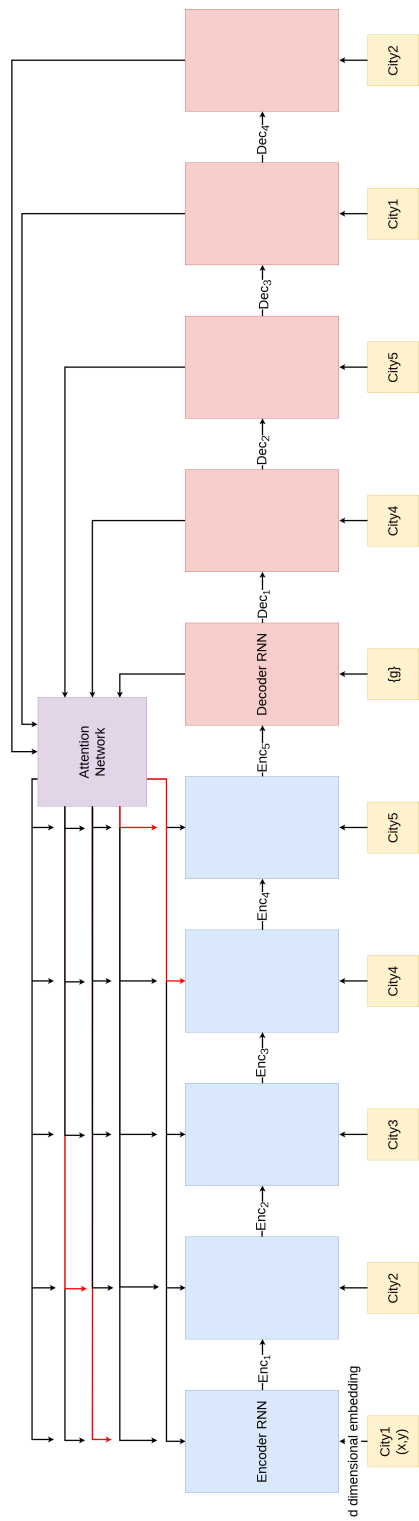 Attention
Network
Encoder RNN
Enc1
Enc2
Enc3
Enc4
Enc5
Decoder RNN
Dec1
Dec2
Dec3
Dec4
d dimensional embedding
City1
(x,y)
City2
City3
City4
City5
{g}
City4
City5
City1
City2